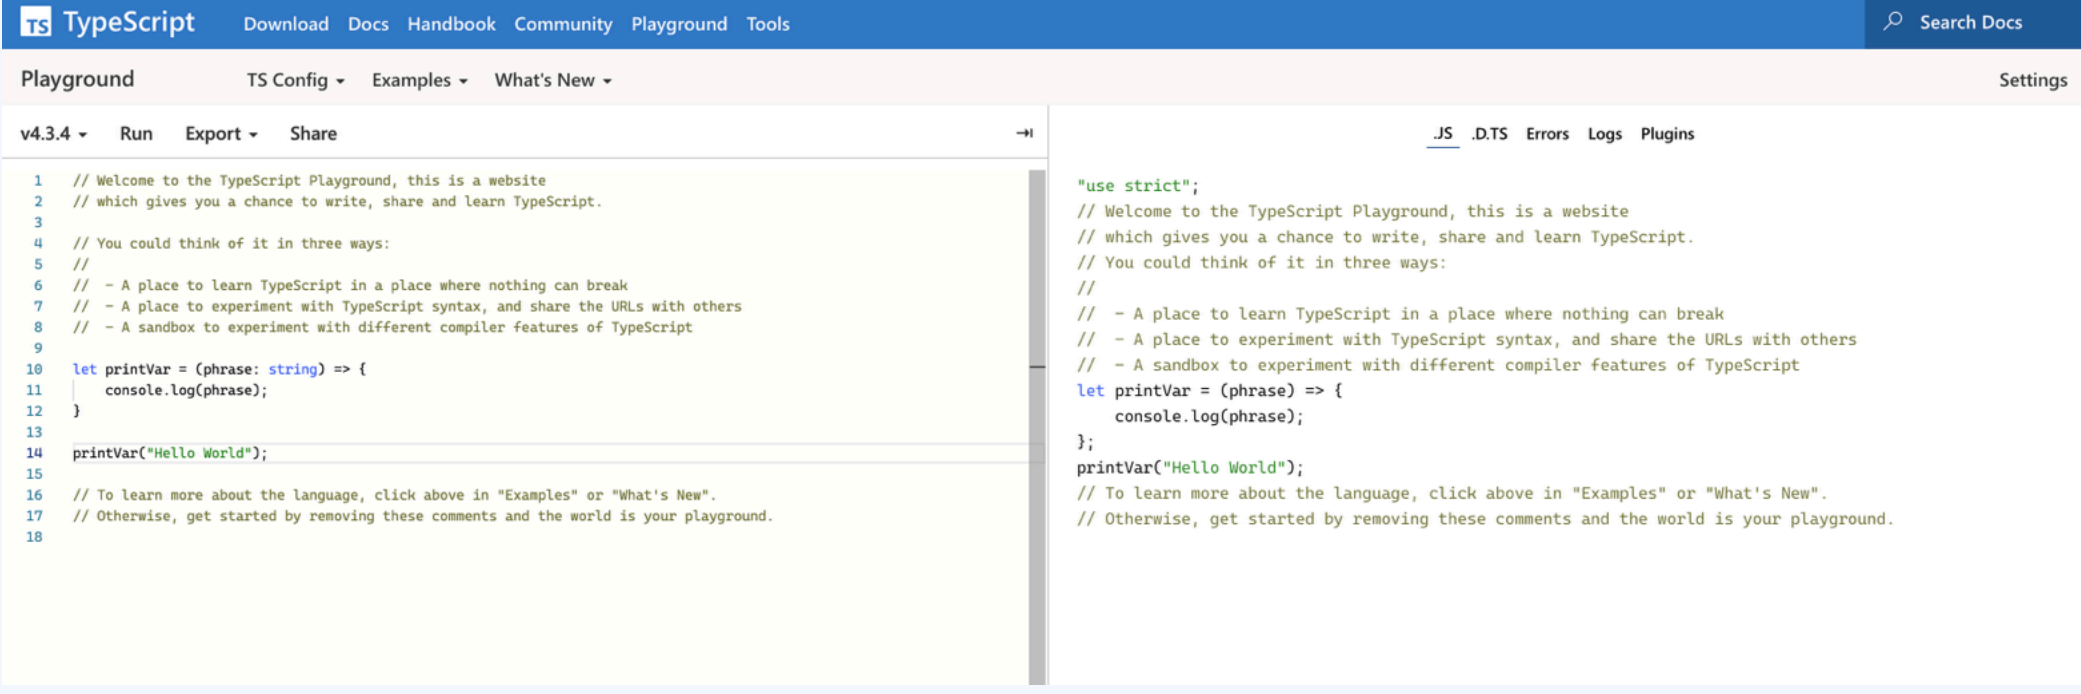 TS TypeScript Download Docs Handbook Community Playground Tools Search Docs
Playground TS Config Examples What's New Settings
v4.3.4 Run Export Share
1 // Welcome to the TypeScript Playground, this is a website
2 // which gives you a chance to write, share and learn TypeScript.
3
4 // You could think of it in three ways:
5 //
6 //  - A place to learn TypeScript in a place where nothing can break
7 //  - A place to experiment with TypeScript syntax, and share the URLs with others
8 //  - A sandbox to experiment with different compiler features of TypeScript
9
10 let printVar = (phrase: string) => {
11     console.log(phrase);
12 }
13
14 printVar("Hello World");
15
16 // To learn more about the language, click above in "Examples" or "What's New".
17 // Otherwise, get started by removing these comments and the world is your playground.
18
.JS .D.TS Errors Logs Plugins
"use strict";
// Welcome to the TypeScript Playground, this is a website
// which gives you a chance to write, share and learn TypeScript.
// You could think of it in three ways:
//
//  - A place to learn TypeScript in a place where nothing can break
//  - A place to experiment with TypeScript syntax, and share the URLs with others
//  - A sandbox to experiment with different compiler features of TypeScript
let printVar = (phrase) => {
    console.log(phrase);
};
printVar("Hello World");
// To learn more about the language, click above in "Examples" or "What's New".
// Otherwise, get started by removing these comments and the world is your playground.